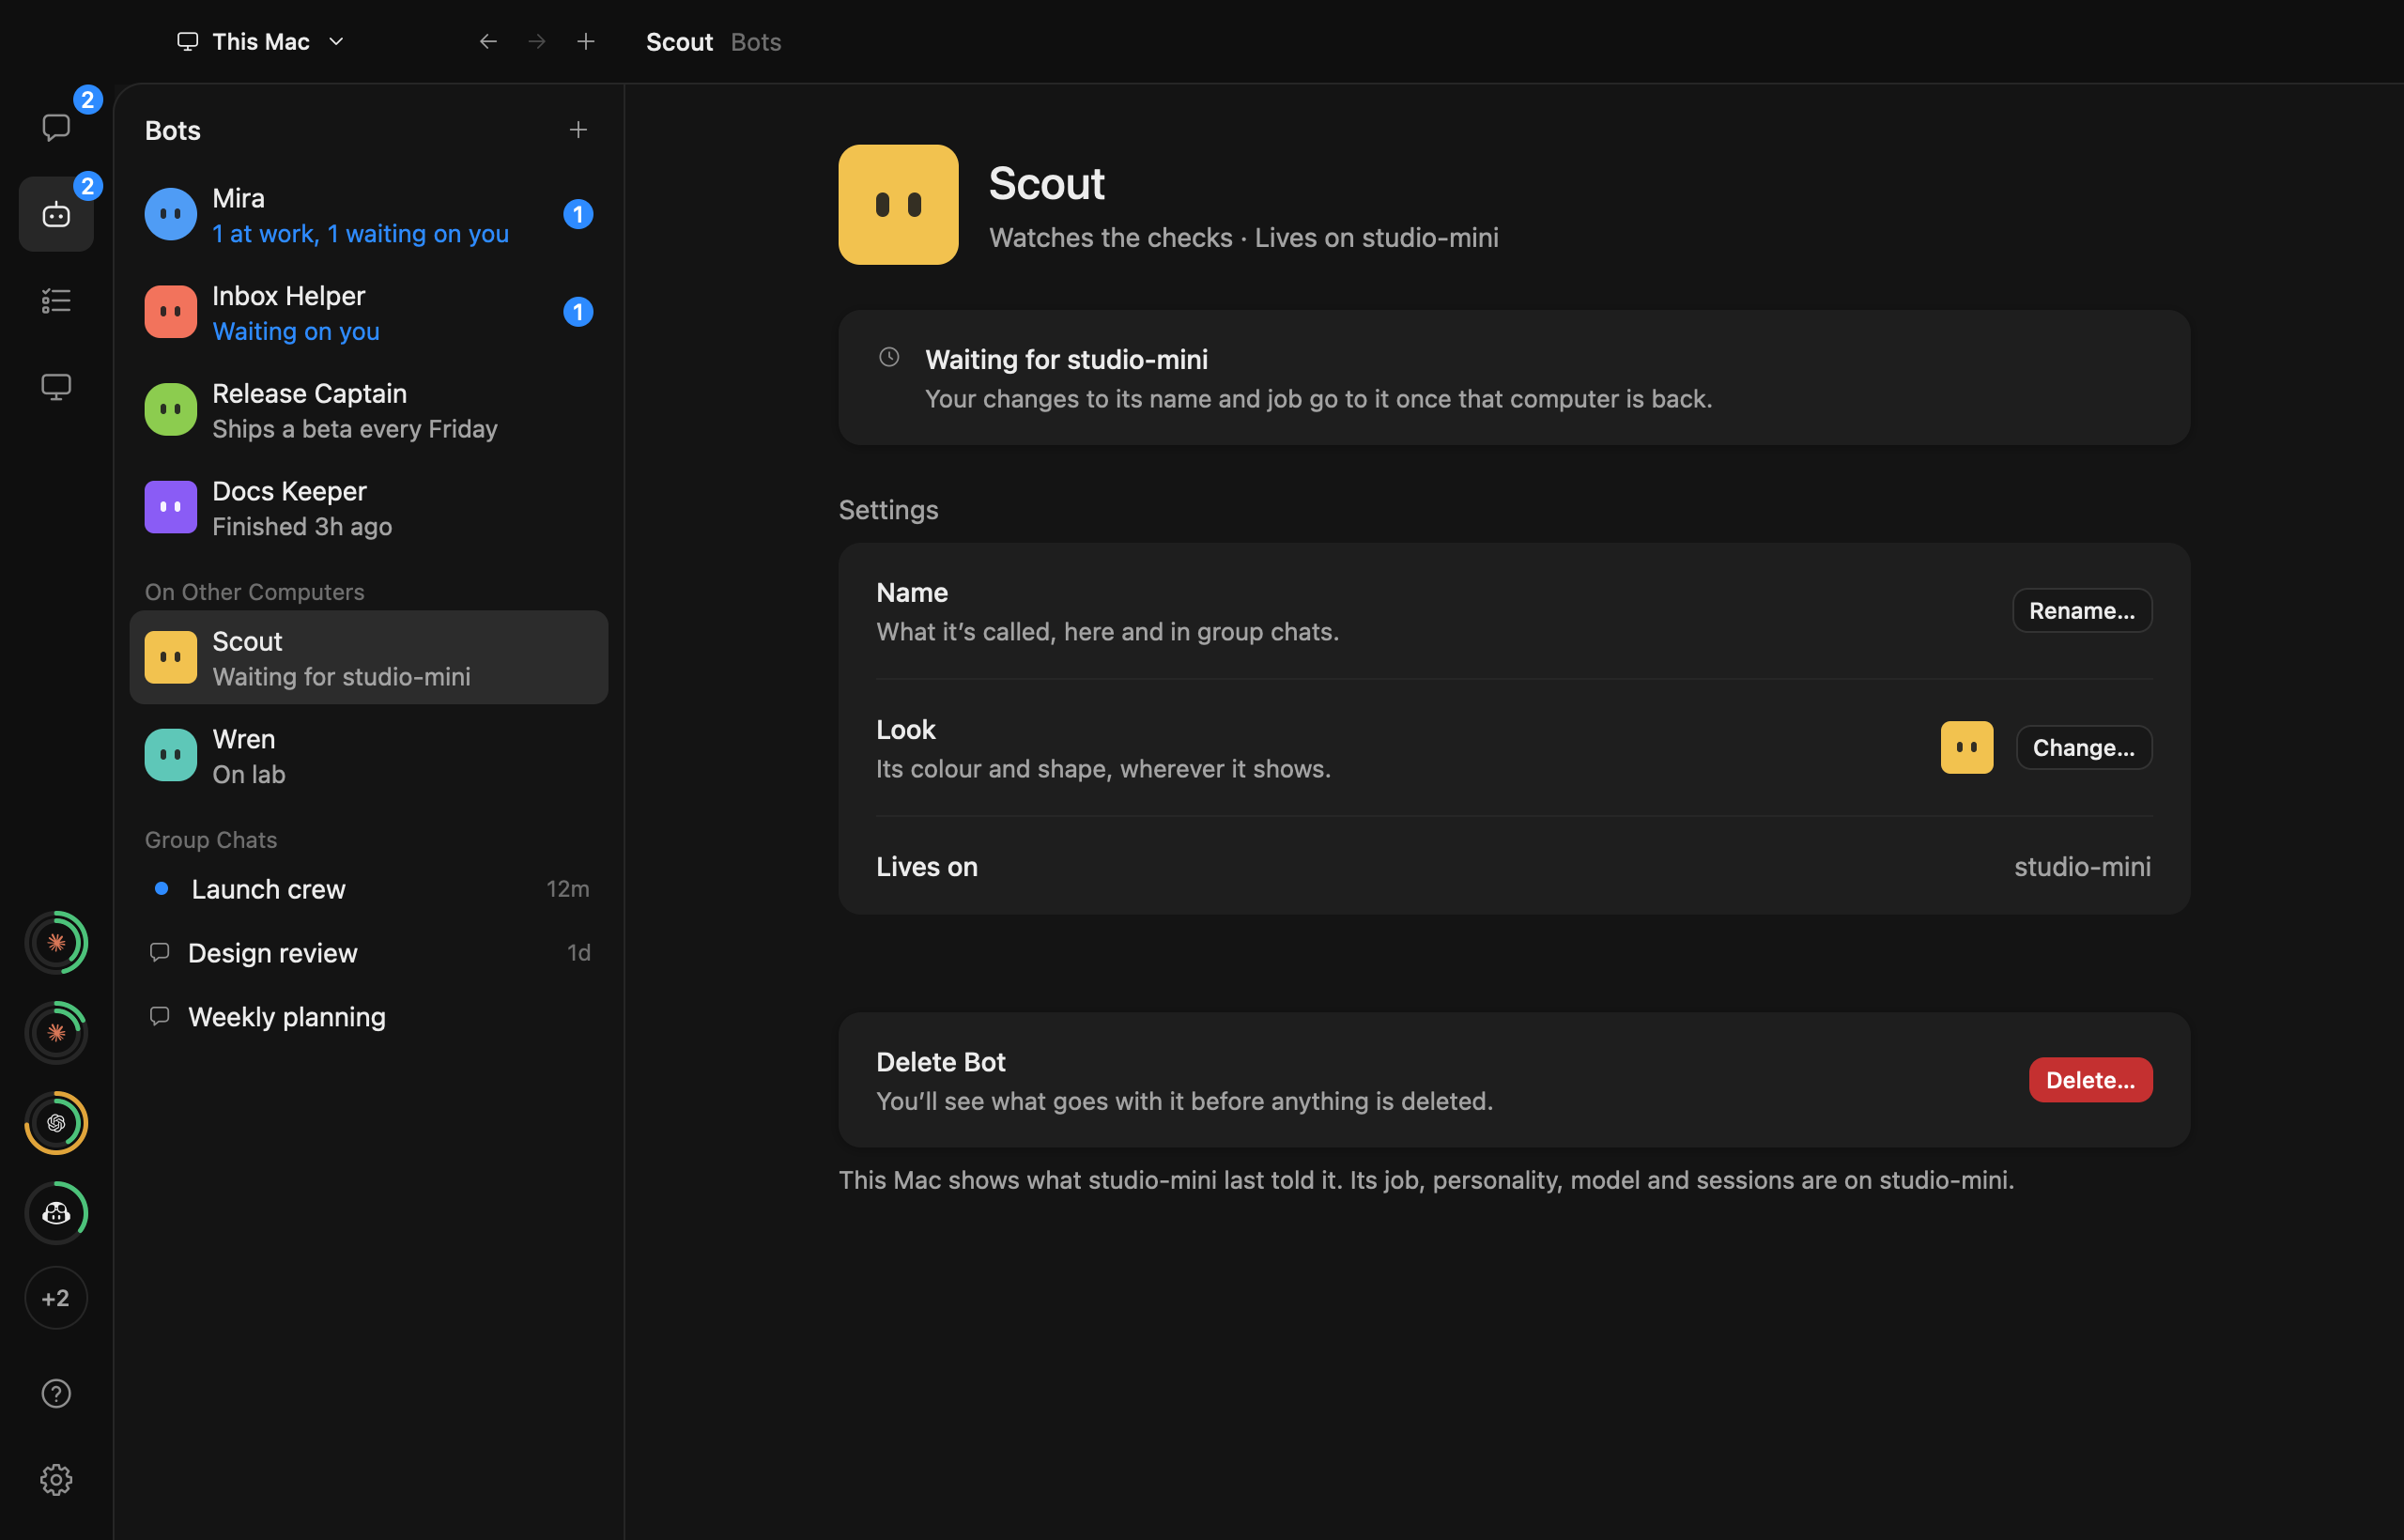 This Mac
Scout Bots
2
2
Bots
Mira
1 at work, 1 waiting on you
1
Inbox Helper
Waiting on you
1
Release Captain
Ships a beta every Friday
Docs Keeper
Finished 3h ago
On Other Computers
Scout
Waiting for studio-mini
Wren
On lab
Group Chats
Launch crew 12m
Design review 1d
Weekly planning
+2
Scout
Watches the checks · Lives on studio-mini
Waiting for studio-mini
Your changes to its name and job go to it once that computer is back.
Settings
Name
What it’s called, here and in group chats.
Rename...
Look
Its colour and shape, wherever it shows.
Change...
Lives on studio-mini
Delete Bot
You’ll see what goes with it before anything is deleted.
Delete...
This Mac shows what studio-mini last told it. Its job, personality, model and sessions are on studio-mini.